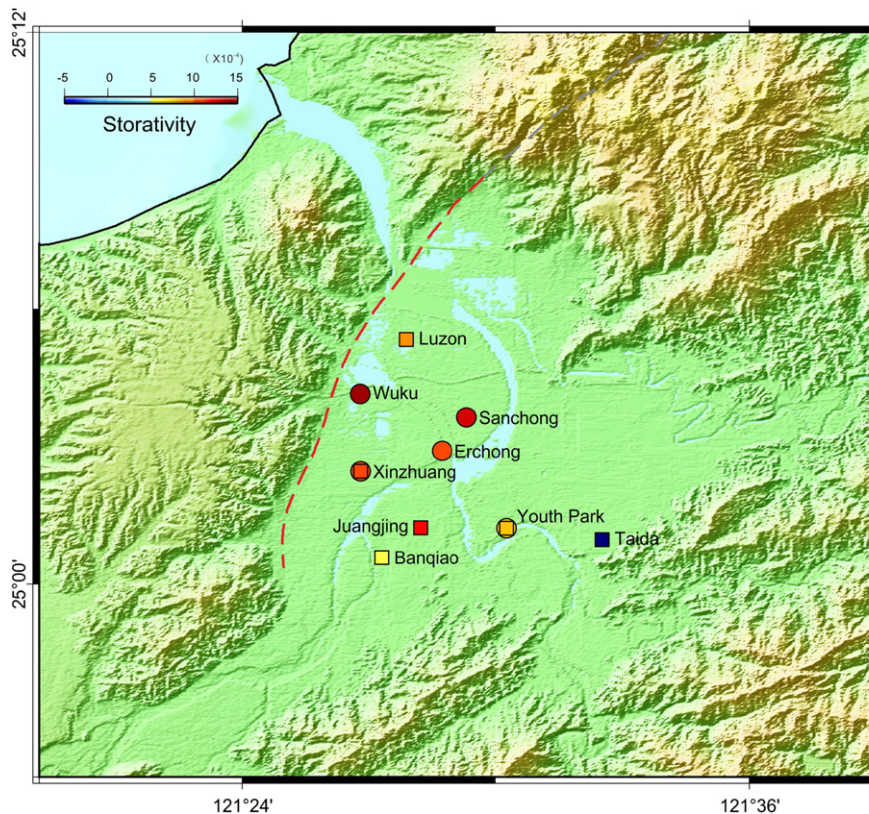 25°12'
( X10⁻⁴)
-5 0 5 10 15
Storativity
Luzon
Wuku
Sanchong
Erchong
Xinzhuang
Youth Park
Juangjing
Taida
Banqiao
25°00'
121°24' 121°36'